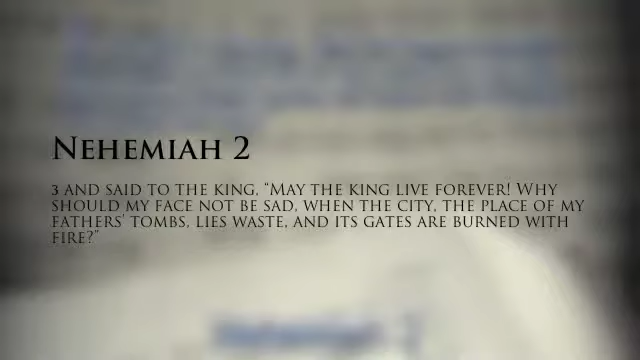 Nehemiah 2
3 and said to the king, “May the king live forever! Why
should my face not be sad, when the city, the place of my
fathers’ tombs, lies waste, and its gates are burned with
fire?”